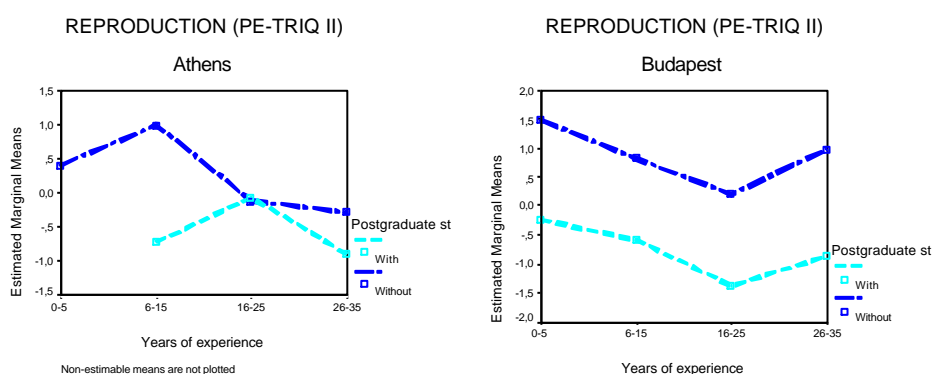 REPRODUCTION (PE-TRIQ II)
Athens
Estimated Marginal Means
1,5
1,0
,5
0,0
-,5
-1,0
-1,5
0-5
6-15
16-25
26-35
Years of experience
Non-estimable means are not plotted
Postgraduate st
With
Without
REPRODUCTION (PE-TRIQ II)
Budapest
Estimated Marginal Means
2,0
1,5
1,0
,5
0,0
-,5
-1,0
-1,5
-2,0
0-5
6-15
16-25
26-35
Years of experience
Postgraduate st
With
Without